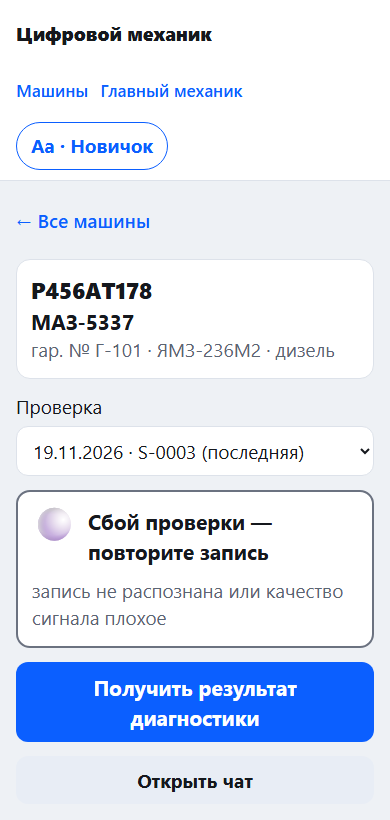 Цифровой механик
Машины Главный механик
Аа · Новичок
← Все машины
Р456АТ178
МАЗ-5337
гар. № Г-101 · ЯМЗ-236М2 · дизель
Проверка
19.11.2026 · S-0003 (последняя)
Сбой проверки —
повторите запись
запись не распознана или качество
сигнала плохое
Получить результат
диагностики
Открыть чат